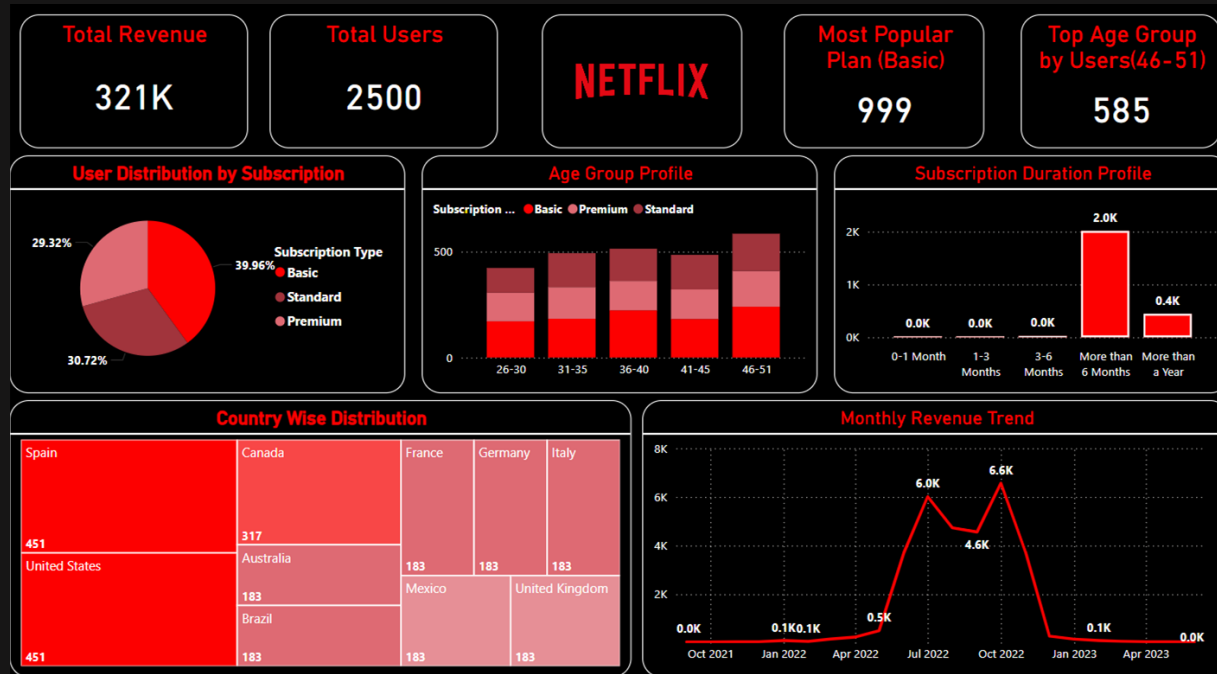 Total Revenue
321K
Total Users
2500
NETFLIX
Most Popular
Plan (Basic)
999
Top Age Group
by Users(46-51)
585
User Distribution by Subscription
29.32%
39.96%
30.72%
Subscription Type
Basic
Standard
Premium
Age Group Profile
Subscription ... Basic Premium Standard
500
0
26-30 31-35 36-40 41-45 46-51
Subscription Duration Profile
2K
1K
0K
0.0K 0.0K 0.0K 2.0K 0.4K
0-1 Month
1-3
Months
3-6
Months
More than
6 Months
More than
a Year
Country Wise Distribution
Spain
451
United States
451
Canada
317
Australia
183
Brazil
183
France
183
Germany
183
Italy
183
Mexico
183
United Kingdom
183
Monthly Revenue Trend
8K
6K
4K
2K
0.0K 0.1K 0.1K 0.5K 6.0K 4.6K 6.6K 0.1K 0.0K
Oct 2021 Jan 2022 Apr 2022 Jul 2022 Oct 2022 Jan 2023 Apr 2023